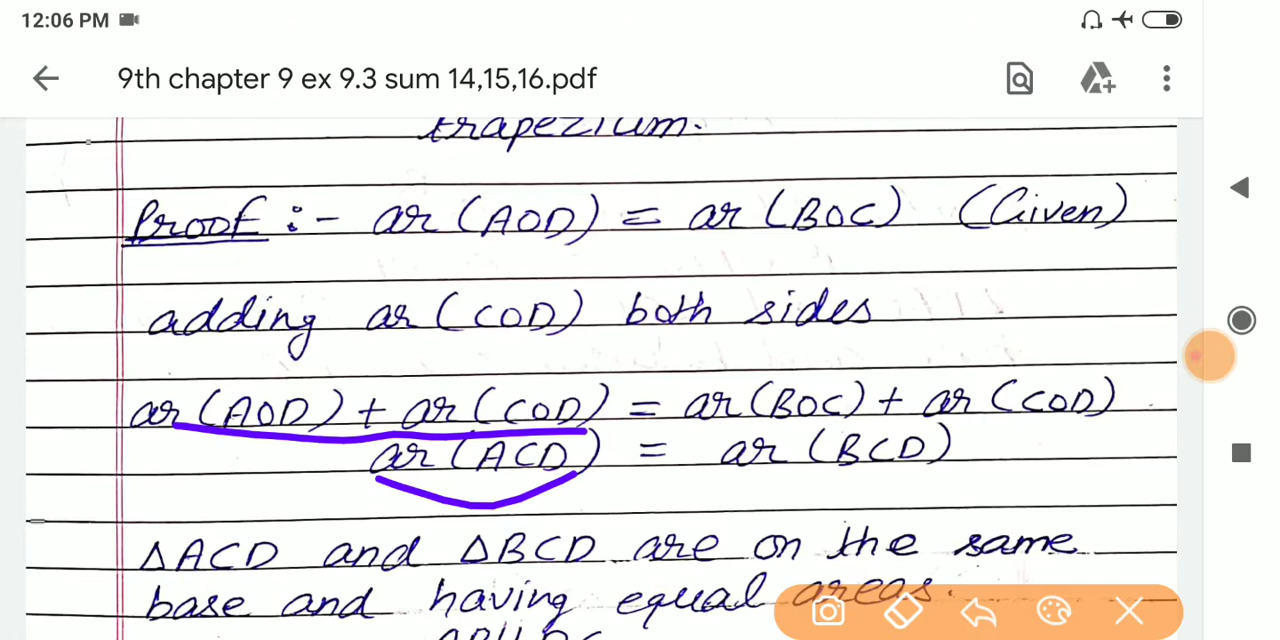 12:06 PM
9th chapter 9 ex 9.3 sum 14,15,16.pdf
trapezium.
Proof :- ar (AOD) = ar (BOC) (Given)
adding ar (COD) both sides
ar (AOD) + ar (COD) = ar (BOC) + ar (COD)
ar (ACD) = ar (BCD)
△ACD and △BCD are on the same
base and having equal areas.